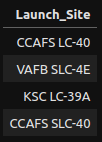 Launch_Site
CCAFS LC-40
VAFB SLC-4E
KSC LC-39A
CCAFS SLC-40